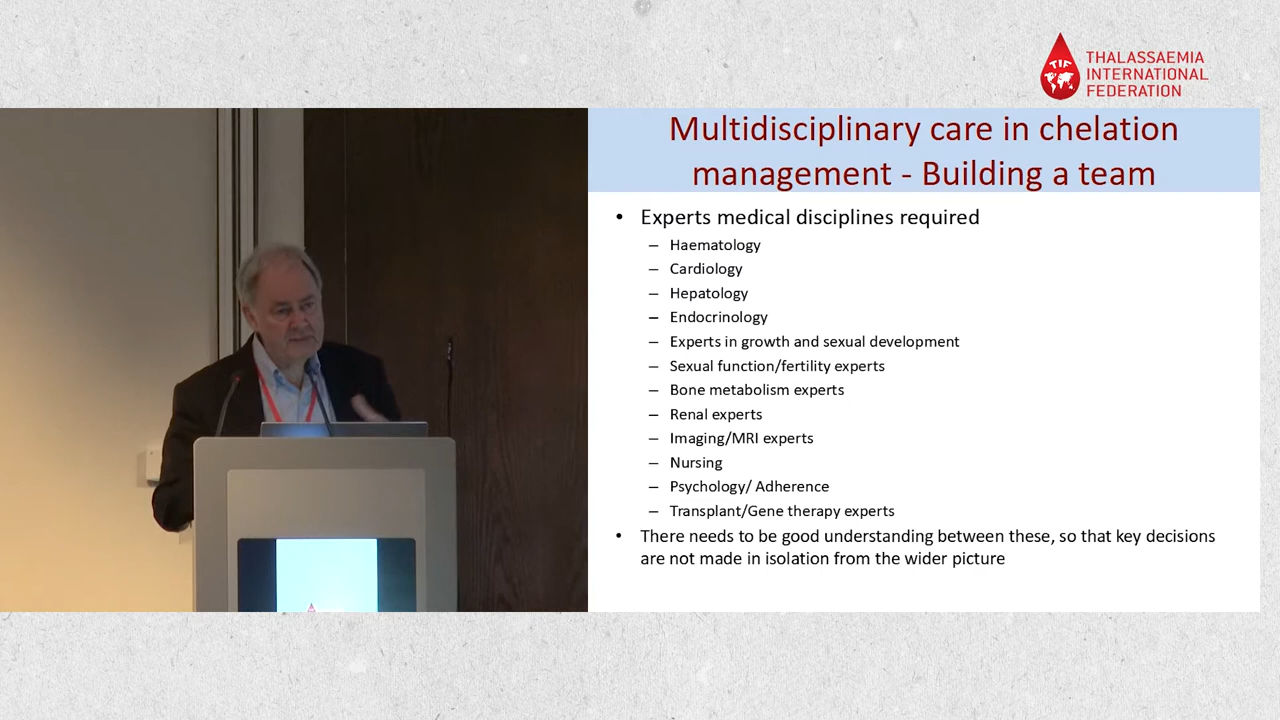 TIF
THALASSAEMIA
INTERNATIONAL
FEDERATION
Multidisciplinary care in chelation
management - Building a team
• Experts medical disciplines required
– Haematology
– Cardiology
– Hepatology
– Endocrinology
– Experts in growth and sexual development
– Sexual function/fertility experts
– Bone metabolism experts
– Renal experts
– Imaging/MRI experts
– Nursing
– Psychology/ Adherence
– Transplant/Gene therapy experts
• There needs to be good understanding between these, so that key decisions
are not made in isolation from the wider picture